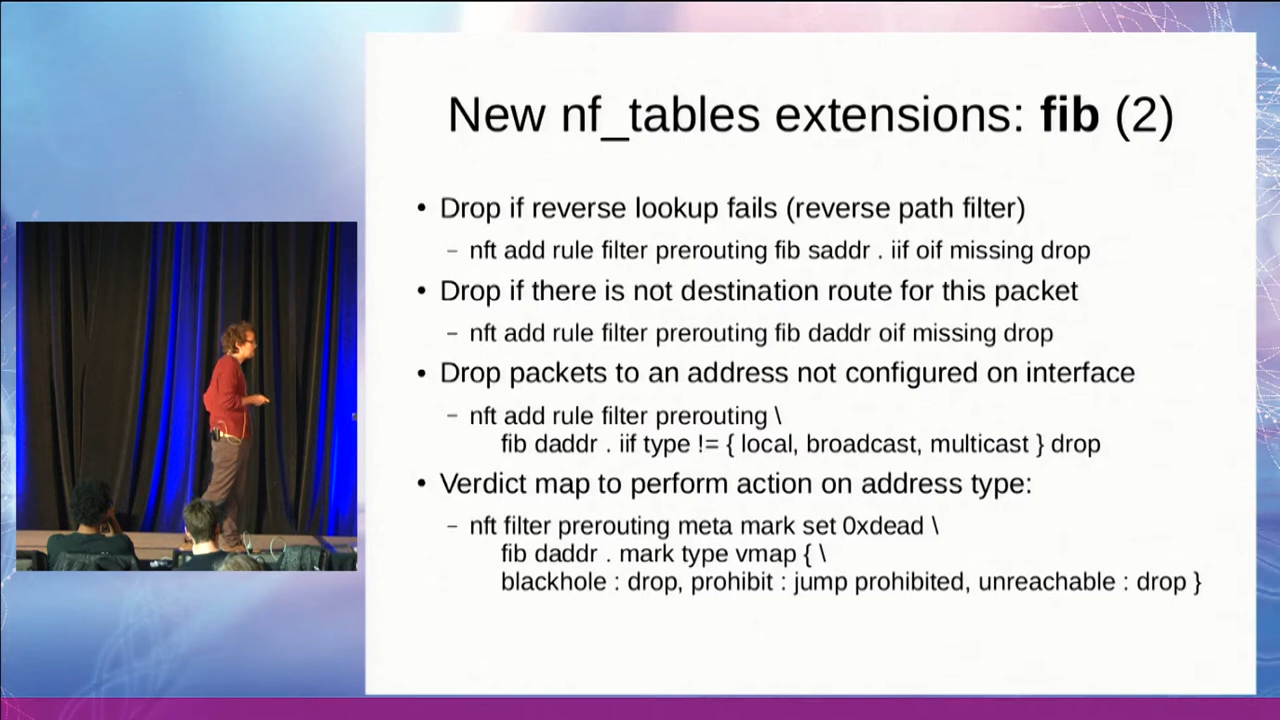 New nf_tables extensions: fib (2)
• Drop if reverse lookup fails (reverse path filter)
– nft add rule filter prerouting fib saddr . iif oif missing drop
• Drop if there is not destination route for this packet
– nft add rule filter prerouting fib daddr oif missing drop
• Drop packets to an address not configured on interface
– nft add rule filter prerouting \
fib daddr . iif type != { local, broadcast, multicast } drop
• Verdict map to perform action on address type:
– nft filter prerouting meta mark set 0xdead \
fib daddr . mark type vmap { \
blackhole : drop, prohibit : jump prohibited, unreachable : drop }